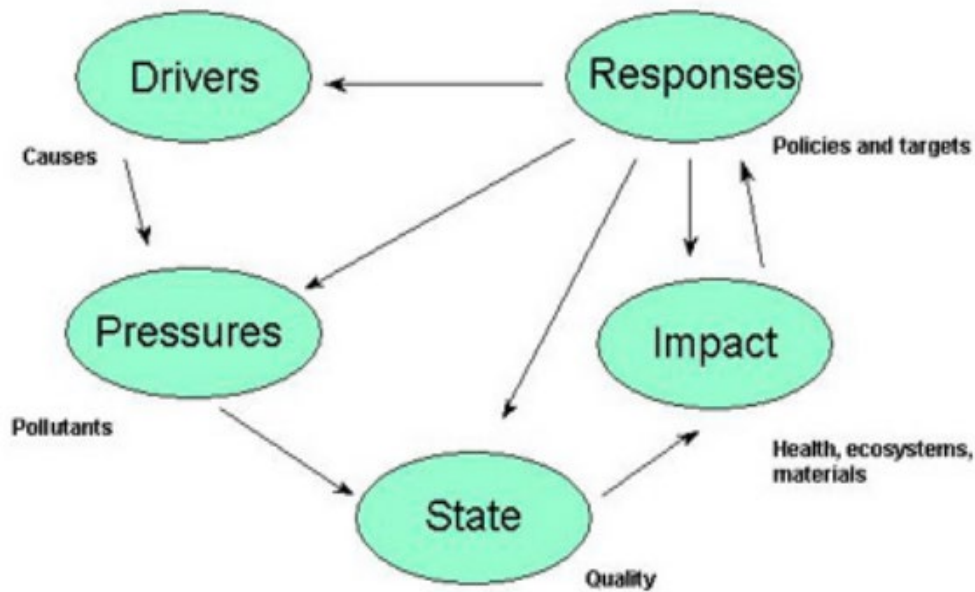 Drivers
Responses
Causes
Policies and targets
Pressures
Impact
Pollutants
Health, ecosystems,
materials
State
Quality